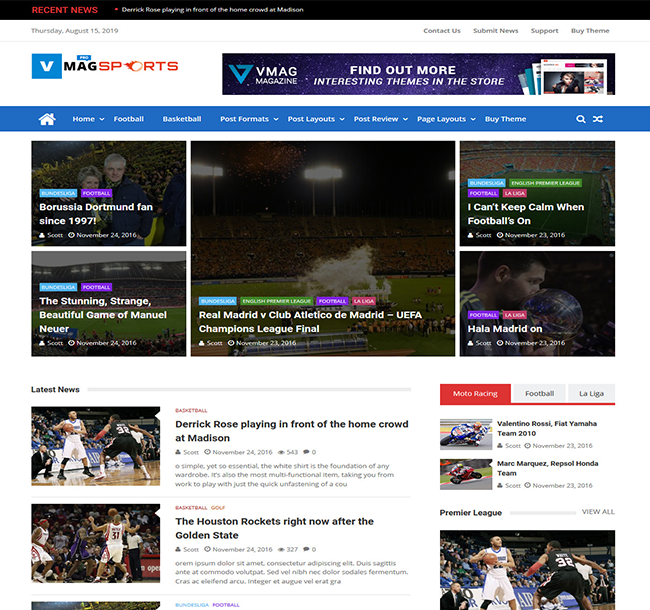 RECENT NEWS
Derrick Rose playing in front of the home crowd at Madison
Thursday, August 15, 2019
Contact Us Submit News Support Buy Theme
V PRO MAGSPORTS
VMAG MAGAZINE
FIND OUT MORE
INTERESTING THEMES IN THE STORE
Home Football Basketball Post Formats Post Layouts Post Review Page Layouts Buy Theme
BUNDESLIGA FOOTBALL
Borussia Dortmund fan
since 1997!
Scott November 24, 2016
BUNDESLIGA FOOTBALL
The Stunning, Strange,
Beautiful Game of Manuel
Neuer
Scott November 24, 2016
BUNDESLIGA ENGLISH PREMIER LEAGUE FOOTBALL LA LIGA
Real Madrid v Club Atletico de Madrid – UEFA
Champions League Final
Scott November 23, 2016
BUNDESLIGA ENGLISH PREMIER LEAGUE
FOOTBALL LA LIGA
I Can't Keep Calm When
Football's On
Scott November 23, 2016
FOOTBALL LA LIGA
Hala Madrid on
Scott November 23, 2016
Latest News
BASKETBALL
Derrick Rose playing in front of the home crowd
at Madison
Scott November 24, 2016 543 0
o simple, yet so essential, the white shirt is the foundation of any
wardrobe. It's also the most multi-functional item, taking you from
work to play with just the quick unfastening of a cou
BASKETBALL GOLF
The Houston Rockets right now after the
Golden State
Scott November 24, 2016 327 0
orem ipsum dolor sit amet, consectetur adipiscing elit. Duis sagittis
ante at commodo volutpat. Sed vel nibh nec dolor sodales fermentum.
Cras ac eleifend arcu. Integer et augue vel erat gra
BUNDESLIGA FOOTBALL
Moto Racing Football La Liga
Valentino Rossi, Fiat Yamaha
Team 2010
Scott November 23, 2016
Marc Marquez, Repsol Honda
Team
Scott November 23, 2016
Premier League VIEW ALL